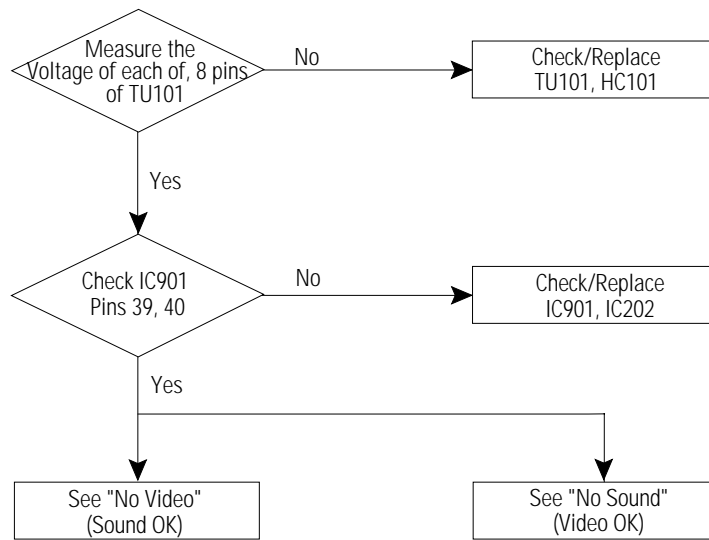 Measure the
Voltage of each of, 8 pins
of TU101
No
Check/Replace
TU101, HC101
Yes
Check IC901
Pins 39, 40
No
Check/Replace
IC901, IC202
Yes
See "No Video"
(Sound OK)
See "No Sound"
(Video OK)